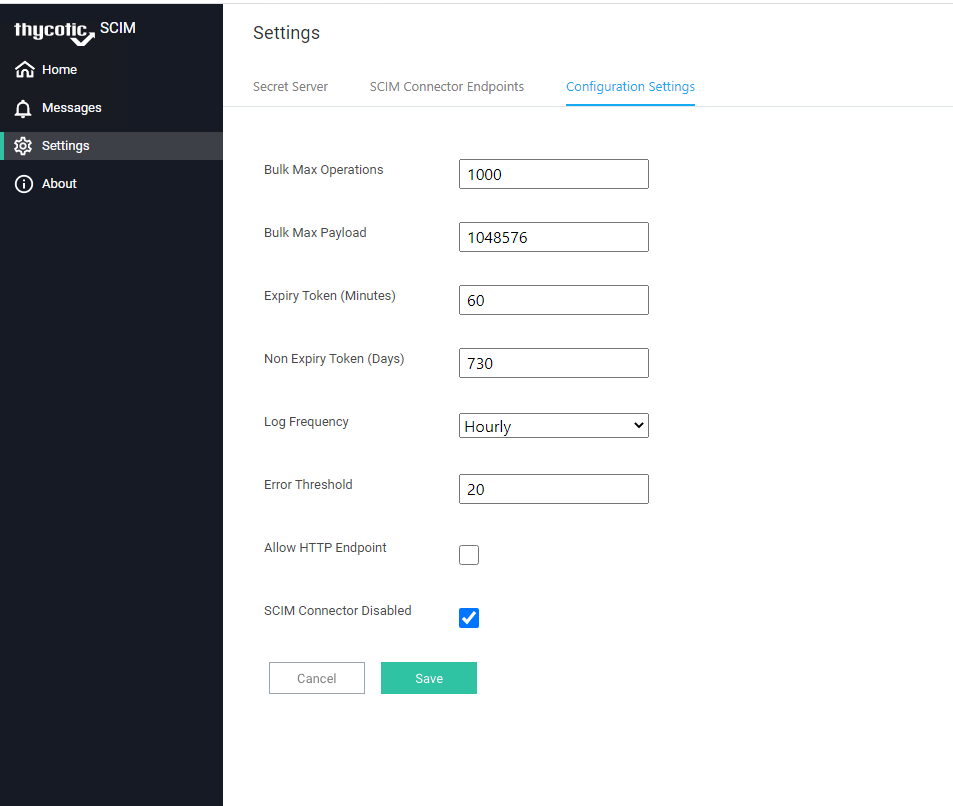 thycotic SCIM
Home
Messages
Settings
About
Settings
Secret Server SCIM Connector Endpoints Configuration Settings
Bulk Max Operations 1000
Bulk Max Payload 1048576
Expiry Token (Minutes) 60
Non Expiry Token (Days) 730
Log Frequency Hourly
Error Threshold 20
Allow HTTP Endpoint
SCIM Connector Disabled
Cancel Save